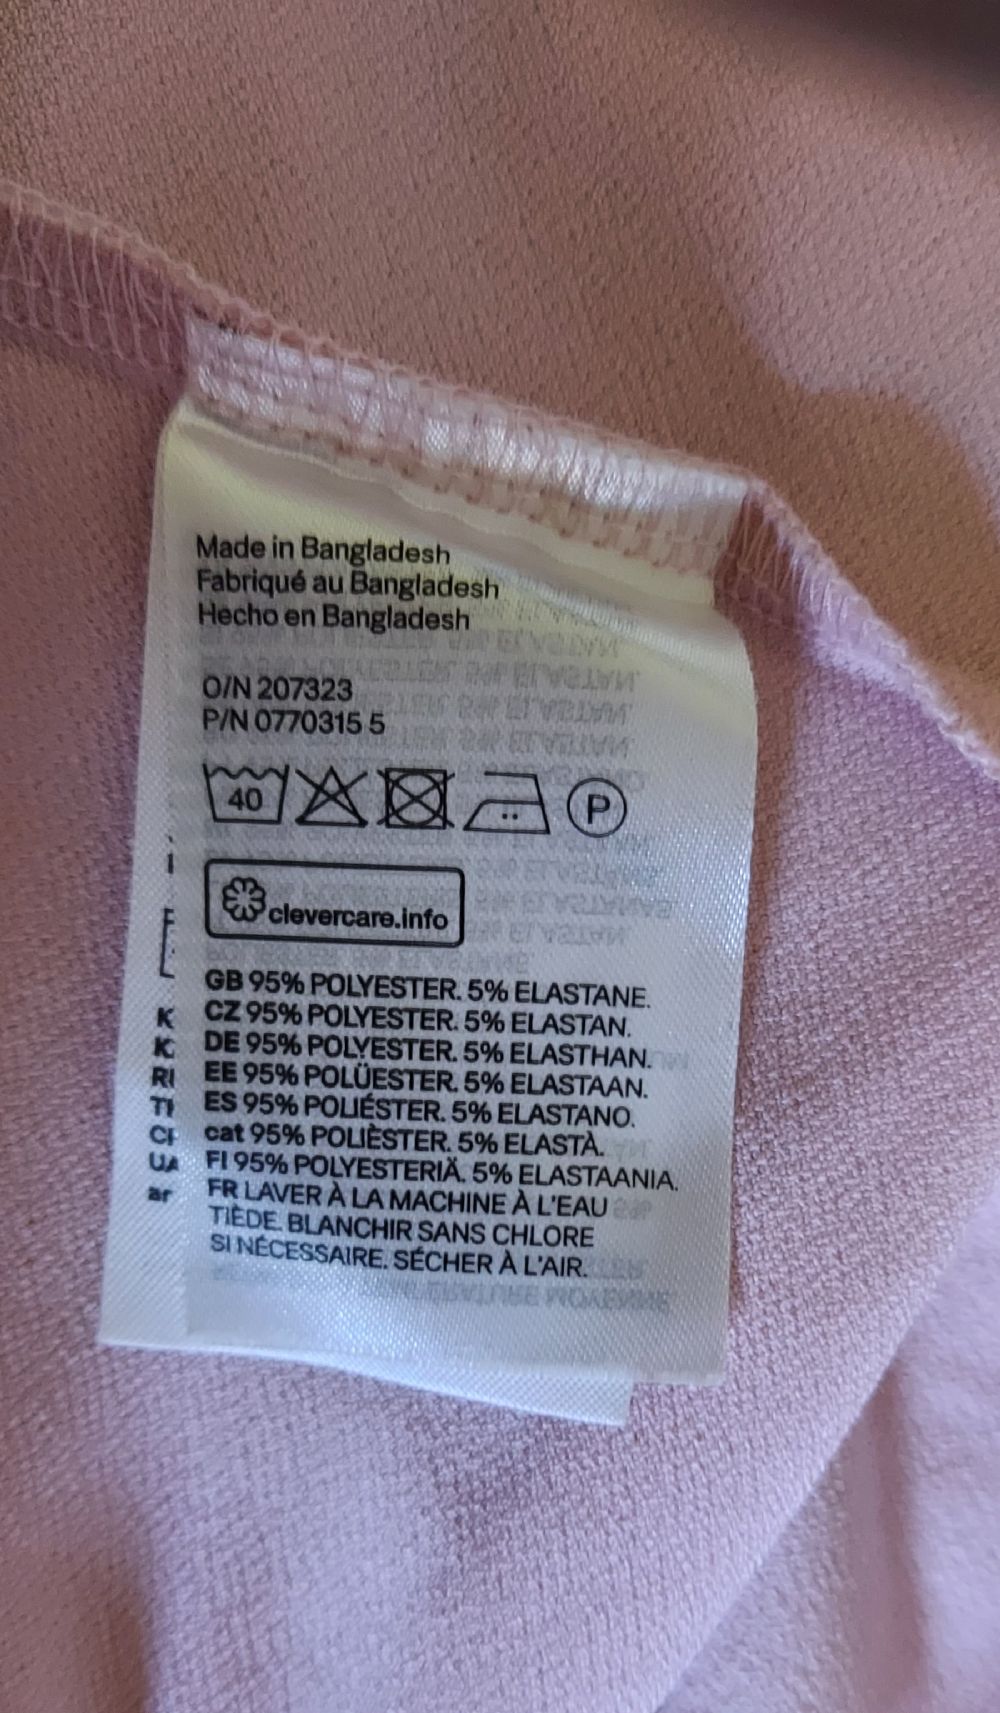 Made in Bangladesh
Fabriqué au Bangladesh
Hecho en Bangladesh
O/N 207323
P/N 0770315 5
40 P
clevercare.info
GB 95% POLYESTER. 5% ELASTANE.
CZ 95% POLYESTER. 5% ELASTAN.
DE 95% POLYESTER. 5% ELASTHAN.
EE 95% POLÜESTER. 5% ELASTAAN.
ES 95% POLIÉSTER. 5% ELASTANO.
cat 95% POLIÈSTER. 5% ELASTÀ.
FI 95% POLYESTERIÄ. 5% ELASTAANIA.
FR LAVER À LA MACHINE À L'EAU
TIÈDE. BLANCHIR SANS CHLORE
SI NÉCESSAIRE. SÉCHER À L'AIR.
UA
ar